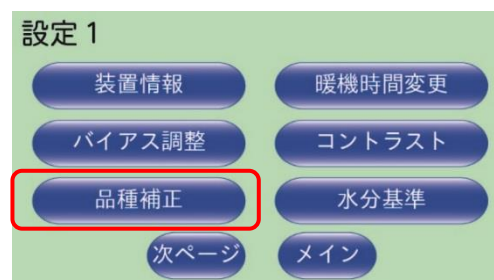 設定 1
装置情報 暖機時間変更
バイアス調整 コントラスト
品種補正 水分基準
次ページ メイン